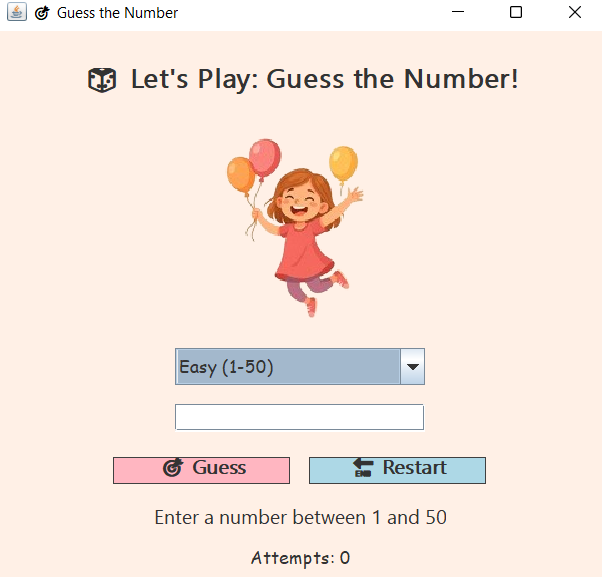 Guess the Number
Let's Play: Guess the Number!
Easy (1-50)
Guess
END Restart
Enter a number between 1 and 50
Attempts: 0